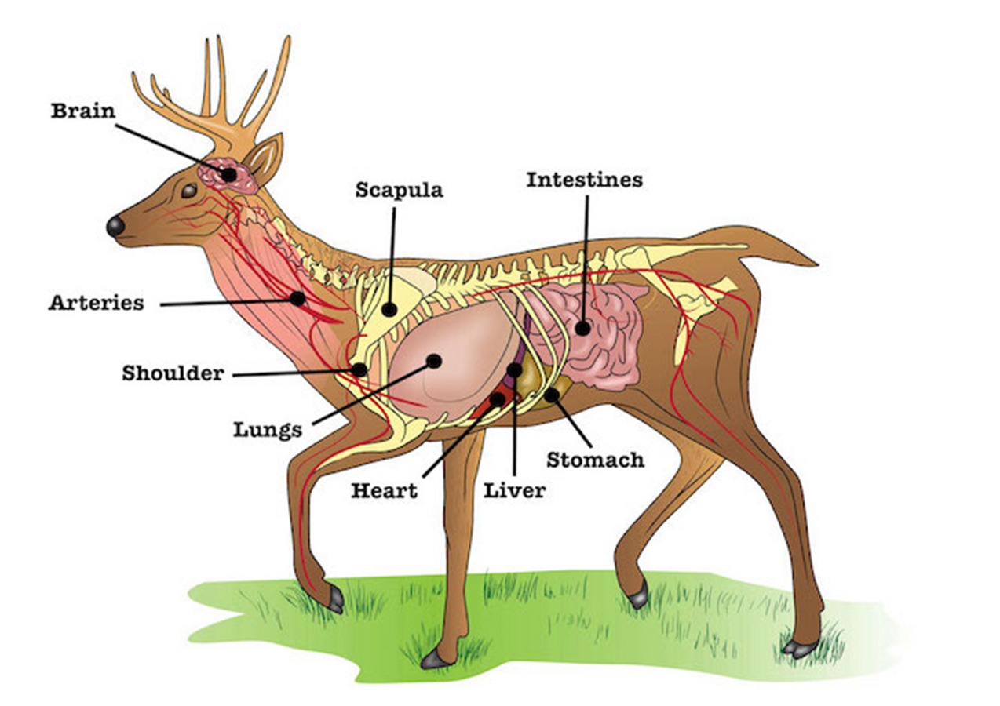 Brain
Scapula
Intestines
Arteries
Shoulder
Lungs
Stomach
Heart
Liver